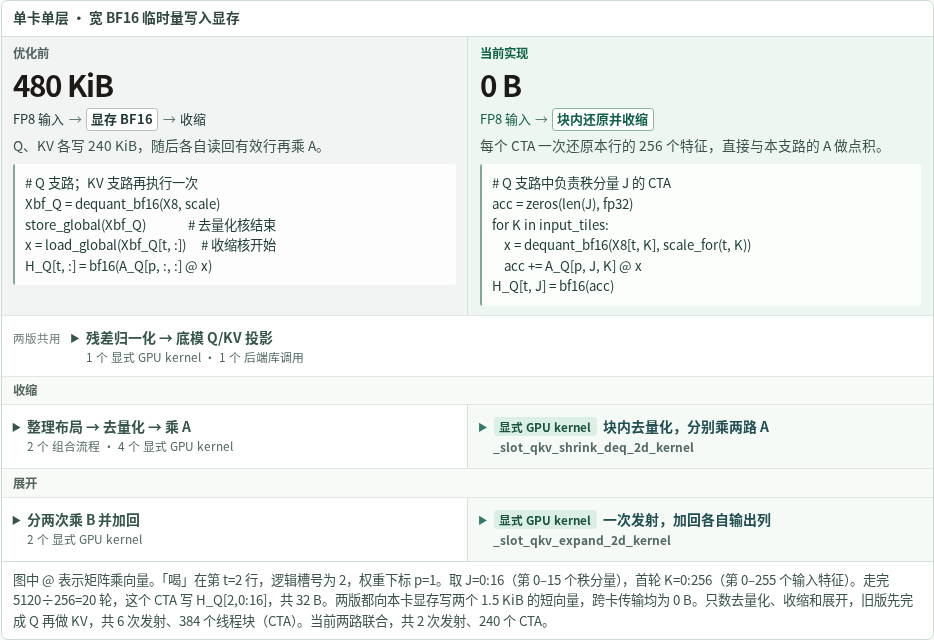 单卡单层 · 宽 BF16 临时量写入显存
优化前
480 KiB
FP8 输入 → 显存 BF16 → 收缩
Q、KV 各写 240 KiB，随后各自读回有效行再乘 A。
# Q 支路；KV 支路再执行一次
Xbf_Q = dequant_bf16(X8, scale)
store_global(Xbf_Q) # 去量化核结束
x = load_global(Xbf_Q[t, :]) # 收缩核开始
H_Q[t, :] = bf16(A_Q[p, :, :] @ x)
当前实现
0 B
FP8 输入 → 块内还原并收缩
每个 CTA 一次还原本行的 256 个特征，直接与本支路的 A 做点积。
# Q 支路中负责秩分量 J 的 CTA
acc = zeros(len(J), fp32)
for K in input_tiles:
x = dequant_bf16(X8[t, K], scale_for(t, K))
acc += A_Q[p, J, K] @ x
H_Q[t, J] = bf16(acc)
两版共用 ▶ 残差归一化 → 底模 Q/KV 投影
1 个 显式 GPU kernel · 1 个 后端库调用
收缩
▶ 整理布局 → 去量化 → 乘 A
2 个 组合流程 · 4 个 显式 GPU kernel
▶ 显式 GPU kernel 块内去量化，分别乘两路 A
_slot_qkv_shrink_deq_2d_kernel
展开
▶ 分两次乘 B 并加回
2 个 显式 GPU kernel
▶ 显式 GPU kernel 一次发射，加回各自输出列
_slot_qkv_expand_2d_kernel
图中 @ 表示矩阵乘向量。「喝」在第 t=2 行，逻辑槽号为 2，权重下标 p=1。取 J=0:16（第 0–15 个秩分量），首轮 K=0:256（第 0–255 个输入特征）。走完
5120÷256=20 轮，这个 CTA 写 H_Q[2,0:16]，共 32 B。两版都向本卡显存写两个 1.5 KiB 的短向量，跨卡传输均为 0 B。只数去量化、收缩和展开，旧版先完
成 Q 再做 KV，共 6 次发射、384 个线程块（CTA）。当前两路联合，共 2 次发射、240 个 CTA。